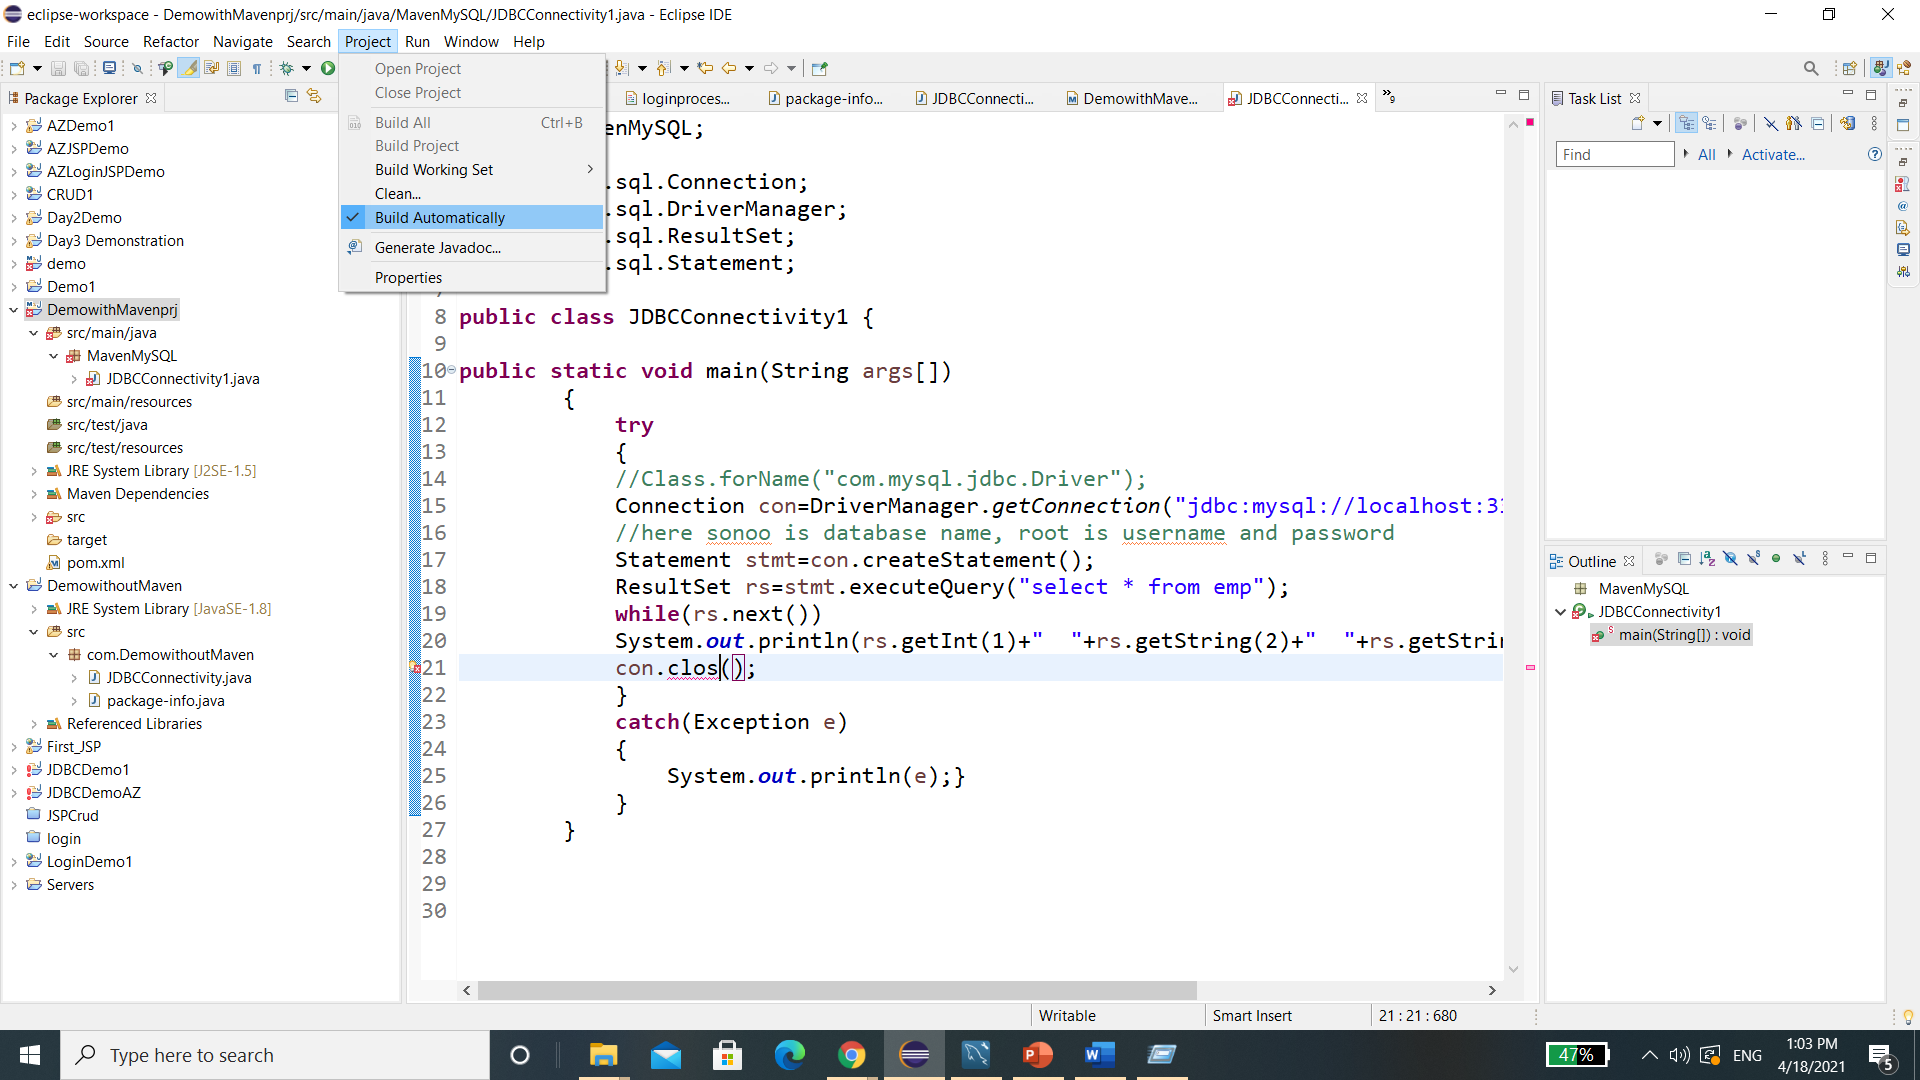 eclipse-workspace - DemowithMavenprj/src/main/java/MavenMySQL/JDBCConnectivity1.java - Eclipse IDE
File Edit Source Refactor Navigate Search Project Run Window Help
Open Project
Close Project
Build All Ctrl+B
Build Project
Build Working Set
Clean...
Build Automatically
Generate Javadoc...
Properties
Package Explorer
AZDemo1
AZJSPDemo
AZLoginJSPDemo
CRUD1
Day2Demo
Day3 Demonstration
demo
Demo1
DemowithMavenprj
src/main/java
MavenMySQL
JDBCConnectivity1.java
src/main/resources
src/test/java
src/test/resources
JRE System Library [J2SE-1.5]
Maven Dependencies
src
target
pom.xml
DemowithoutMaven
JRE System Library [JavaSE-1.8]
src
com.DemowithoutMaven
JDBCConnectivity.java
package-info.java
Referenced Libraries
First_JSP
JDBCDemo1
JDBCDemoAZ
JSPCrud
login
LoginDemo1
Servers
loginproces... package-info... JDBCConnecti... DemowithMave... JDBCConnecti... 9
enMySQL;
.sql.Connection;
.sql.DriverManager;
.sql.ResultSet;
.sql.Statement;
8 public class JDBCConnectivity1 {
9
10 public static void main(String args[])
11 {
12 try
13 {
14 //Class.forName("com.mysql.jdbc.Driver");
15 Connection con=DriverManager.getConnection("jdbc:mysql://localhost:33
16 //here sonoo is database name, root is username and password
17 Statement stmt=con.createStatement();
18 ResultSet rs=stmt.executeQuery("select * from emp");
19 while(rs.next())
20 System.out.println(rs.getInt(1)+"  "+rs.getString(2)+"  "+rs.getStrin
21 con.clos();
22 }
23 catch(Exception e)
24 {
25 System.out.println(e);}
26 }
27 }
28
29
30
Task List
Find All Activate...
Outline
MavenMySQL
JDBCConnectivity1
main(String[]) : void
Writable Smart Insert 21 : 21 : 680
Type here to search
47% ENG
1:03 PM
4/18/2021
5